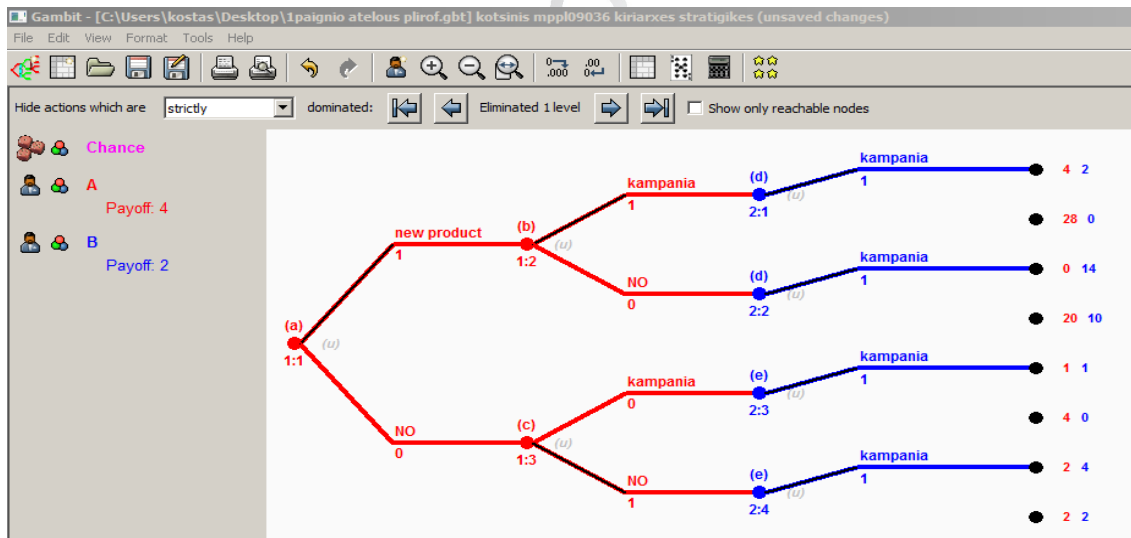 Gambit - [C:\Users\kostas\Desktop\1paignio atelous plirof.gbt] kotsinis mppl09036 kiriarxes stratigikes (unsaved changes)
File Edit View Format Tools Help
Hide actions which are strictly dominated: Eliminated 1 level Show only reachable nodes
Chance
A
Payoff: 4
B
Payoff: 2
kampania
1
4 2
kampania
1
(d)
2:1
(u)
28 0
new product
1
(b)
1:2
(u)
kampania
1
0 14
NO
0
(d)
2:2
(u)
20 10
(a)
1:1
(u)
kampania
1
1 1
kampania
0
(e)
2:3
(u)
4 0
NO
0
(c)
1:3
(u)
kampania
1
2 4
NO
1
(e)
2:4
(u)
2 2